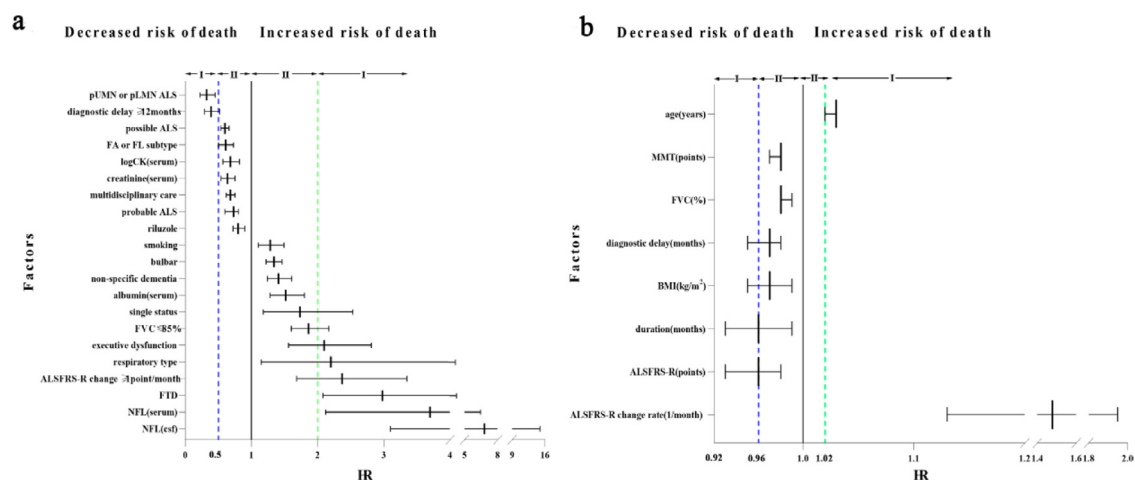 a
Decreased risk of death Increased risk of death
I II II I
pUMN or pLMN ALS
diagnostic delay ≥12months
possible ALS
FA or FL subtype
logCK(serum)
creatinine(serum)
multidisciplinary care
probable ALS
riluzole
smoking
bulbar
non-specific dementia
albumin(serum)
single status
FVC≤85%
executive dysfunction
respiratory type
ALSFRS-R change ≥1point/month
FTD
NFL(serum)
NFL(csf)
Factors
0 0.5 1 2 3 4 5 8 9 16
HR
b
Decreased risk of death Increased risk of death
I II II I
age(years)
MMT(points)
FVC(%)
diagnostic delay(months)
BMI(kg/m²)
duration(months)
ALSFRS-R(points)
ALSFRS-R change rate(1/month)
Factors
0.92 0.96 1.0 1.02 1.1 1.2 1.4 1.6 1.8 2.0
HR